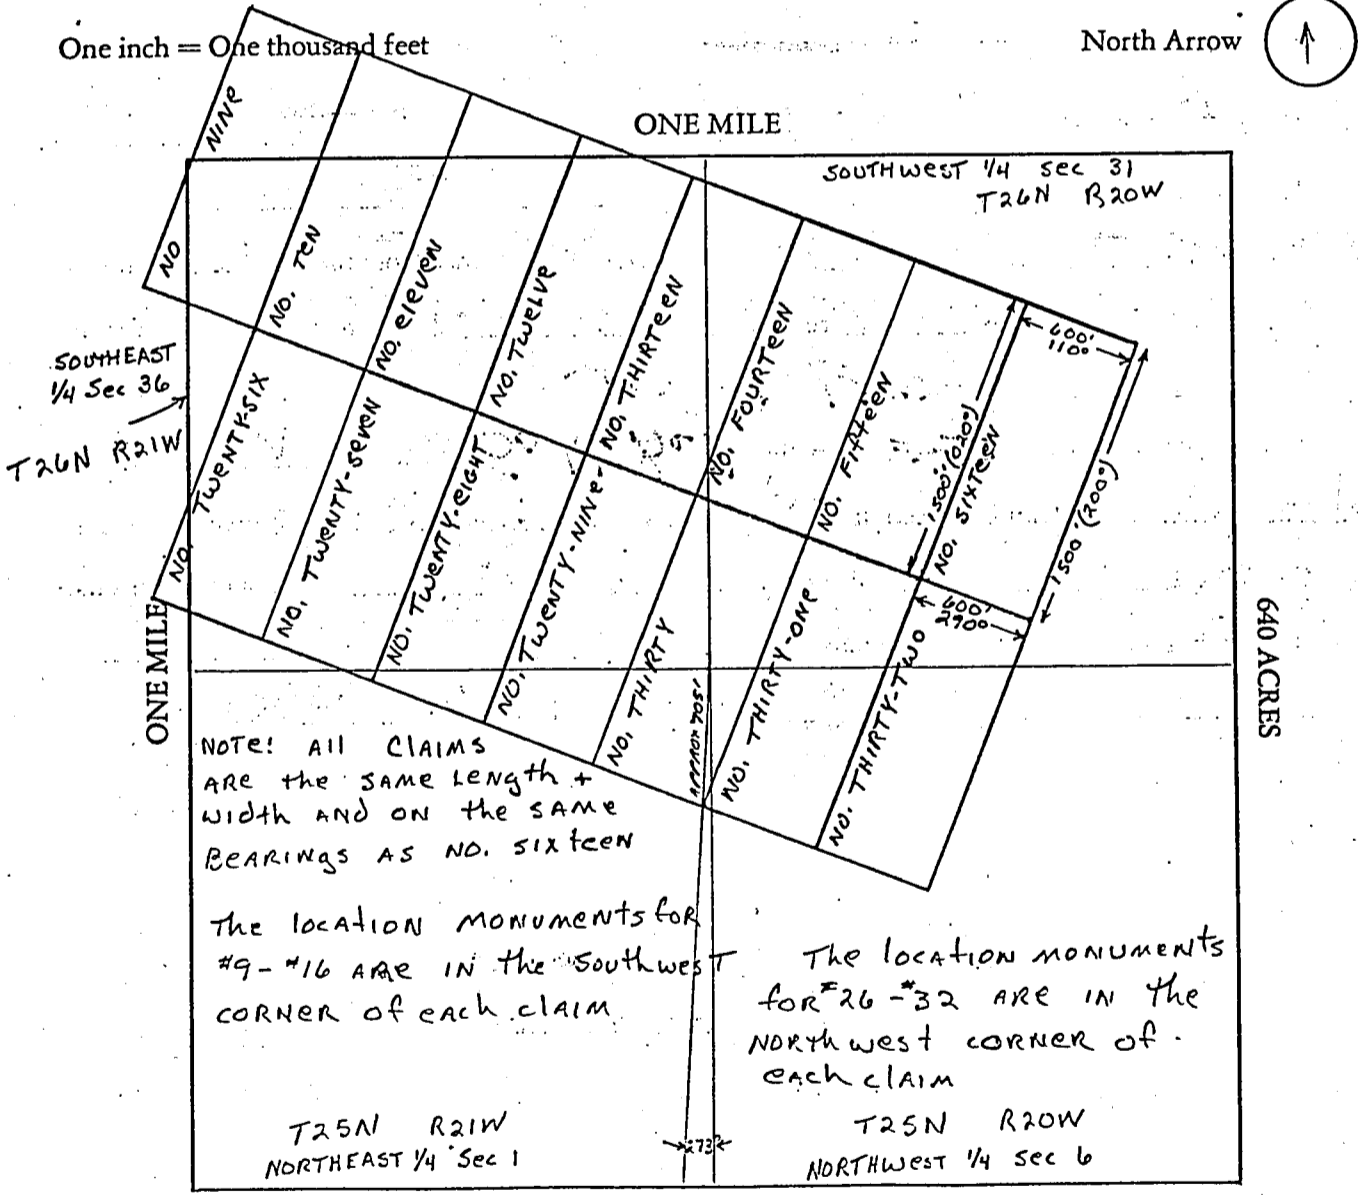 One inch = One thousand feet
North Arrow
ONE MILE
SOUTHWEST 1/4 SEC 31
T26N R20W
NO NINE
NO. TEN
NO. ELEVEN
NO. TWELVE
NO. THIRTEEN
NO. FOURTEEN
NO. FIFTEEN
NO. SIXTEEN
1500' (020°)
600'
110°
1500' (200°)
SOUTHEAST
1/4 Sec 36
T26N R21W
NO. TWENTY-SIX
NO. TWENTY-SEVEN
NO. TWENTY-EIGHT
NO. TWENTY-NINE
NO. THIRTY
NO. THIRTY-ONE
NO. THIRTY-TWO
600'
290°
ONE MILE
640 ACRES
APPROX 705'
NOTE! All CLAIMS
ARE the SAME LENgth +
width AND ON the SAME
BEARINgs AS NO. SIXteeN
The locATION MONUMENTS foR
#9-#16 ARE IN the Southwest
CORNER of eAch claIM
The locATION MONUMENTS
for #26-#32 ARE IN the
NORTHwest CORNER of
eAch claIM
T25N R21W
NORTHEAST 1/4 Sec 1
273'
T25N R20W
NORTHWEST 1/4 Sec 6